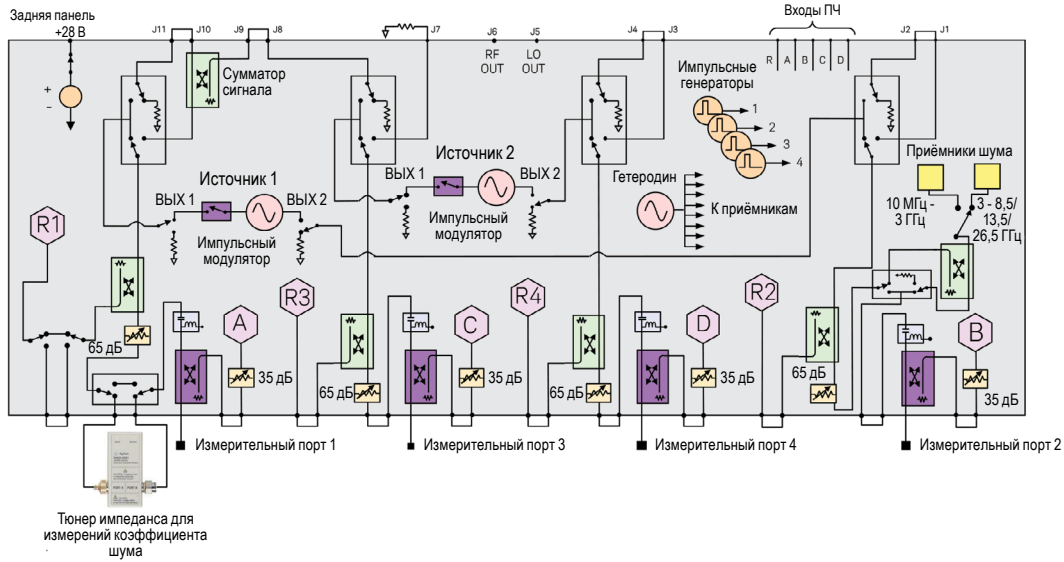 Задняя панель
+28 В
J11 J10 J9 J8 J7 J6 J5 J4 J3 J2 J1
RF OUT
LO OUT
Входы ПЧ
R A B C D
+
-
Сумматор сигнала
Импульсные генераторы
1
2
3
4
Приёмники шума
10 МГц - 3 ГГц
3 - 8,5/ 13,5/ 26,5 ГГц
Источник 1
ВЫХ 1
ВЫХ 2
Импульсный модулятор
Источник 2
ВЫХ 1
ВЫХ 2
Импульсный модулятор
Гетеродин
К приёмникам
R1
A
R3
C
R4
D
R2
B
65 дБ
35 дБ
65 дБ
35 дБ
65 дБ
35 дБ
65 дБ
35 дБ
Измерительный порт 1
Измерительный порт 3
Измерительный порт 4
Измерительный порт 2
Тюнер импеданса для
измерений коэффициента
шума